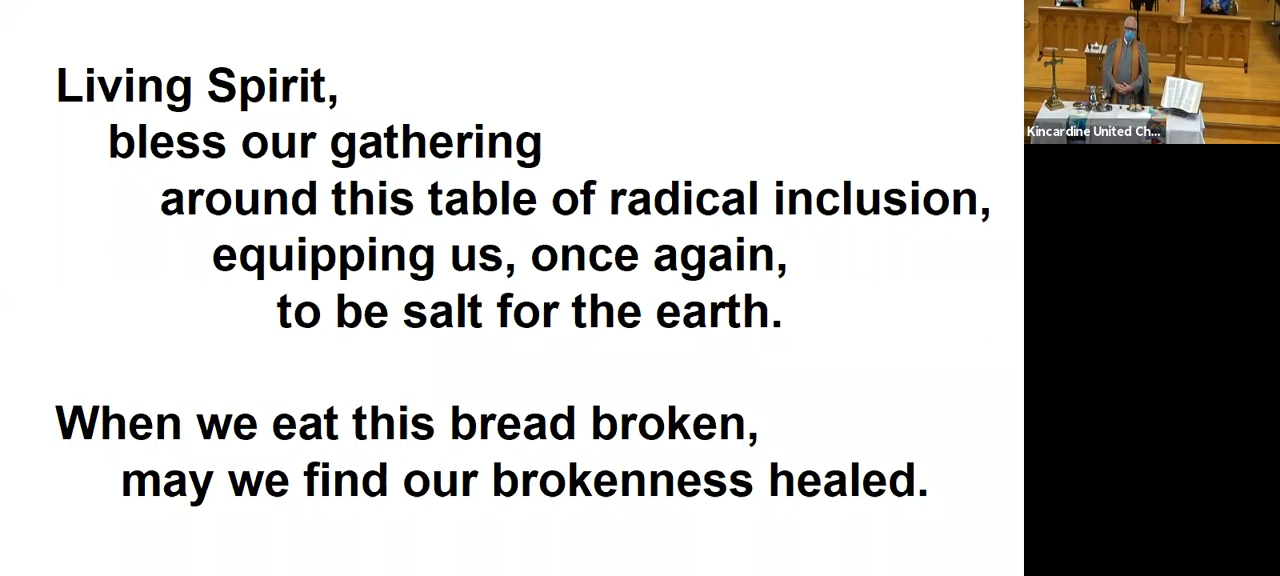 Living Spirit,
bless our gathering
around this table of radical inclusion,
equipping us, once again,
to be salt for the earth.
When we eat this bread broken,
may we find our brokenness healed.
Kincardine United Ch...